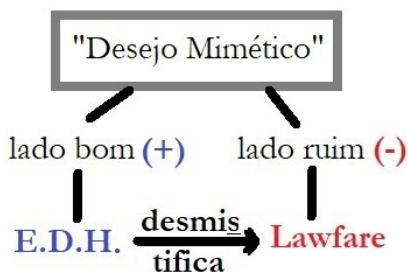 "Desejo Mimético"
lado bom (+) lado ruim (-)
desmis
E.D.H. Lawfare
tifica